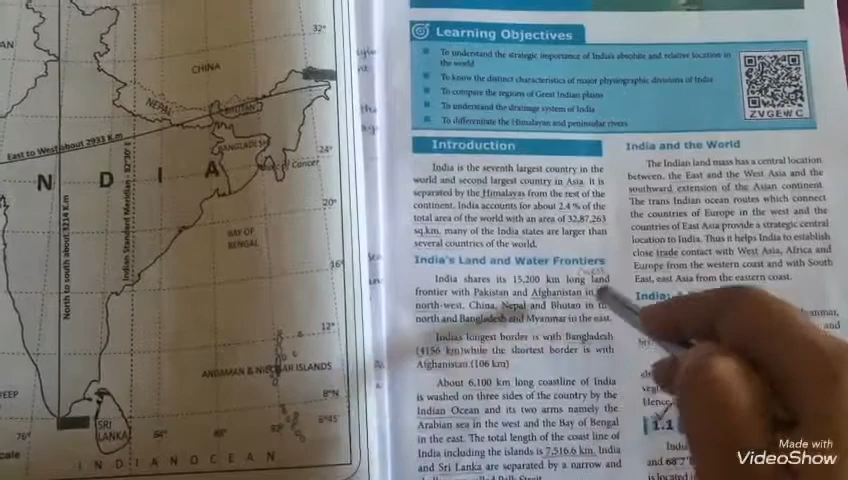 CHINA
NEPAL
BHUTAN
BANGLADESH
East to West about 2933 K.m
of Cancer
N D I A
North to south about 3214 K.m
Indian Standard Meridian - 82°30' E
BAY OF
BENGAL
ANDAMAN & NICOBAR ISLANDS
SRI
LANKA
I N D I A N O C E A N
32°
24°
20°
16°
12°
8°N
6°45'
76°
84°
88°
92°
Learning Objectives
To understand the strategic importance of India's absolute and relative location in
the world
To know the distinct characteristics of major physiographic divisions of India
To compare the regions of Great Indian plains
To understand the drainage system of India
To differentiate the Himalayas and peninsular rivers
ZVGEWC
Introduction
India is the seventh largest country in the
world and second largest country in Asia. It is
separated by the Himalayas from the rest of the
continent. India accounts for about 2.4 % of the
total area of the world with an area of 32,87,263
sq.km. many of the India states are larger than
several countries of the world.
India's Land and Water Frontiers
India shares its 15,200 km long land
frontier with Pakistan and Afghanistan in
north-west, China, Nepal and Bhutan in
north and Bangladesh and Myanmar in the east.
Indias longest border is with Bangladesh
(4156 km)while the shortest border is with
Afghanistan.(106 km)
About 6,100 km long coastline of India
is washed on three sides of the country by the
Indian Ocean and its two arms namely the
Arabian sea in the west and the Bay of Bengal
in the east. The total length of the coast line of
India including the islands is 7,516.6 km. India
and Sri Lanka are separated by a narrow and
India and the World
The Indian land mass has a central location
between, the East and the West Asia and the
southward extension of the Asian continent
The trans Indian ocean routes which connect
the countries of Europe in the west and the
countries of East Asia provide a strategic central
location to India. Thus it helps India to establish
close trade contact with West Asia, Africa and
Europe from the western coast and with South
East, east Asia from the eastern coast.
India:
and
Hence,
1.1
India
and 68°7'
is located
Made with
VideoShow